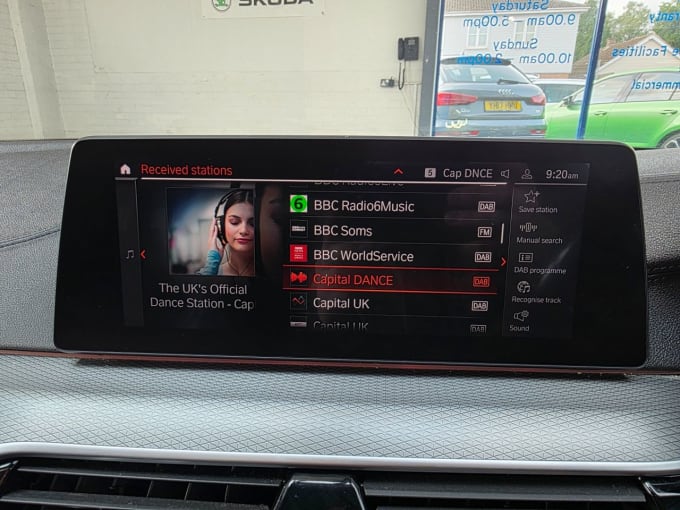 ŠKODA
Saturday
9.00am - 5.00pm
Sunday
10.00am - 2.00pm
Facilities
Received stations
5 Cap DNCE
9:20am
BBC Radio6Music DAB
BBC Soms FM
BBC WorldService DAB
Capital DANCE DAB
Capital UK DAB
Capital UK DAB
The UK's Official
Dance Station - Cap
Save station
Manual search
DAB programme
Recognise track
Sound